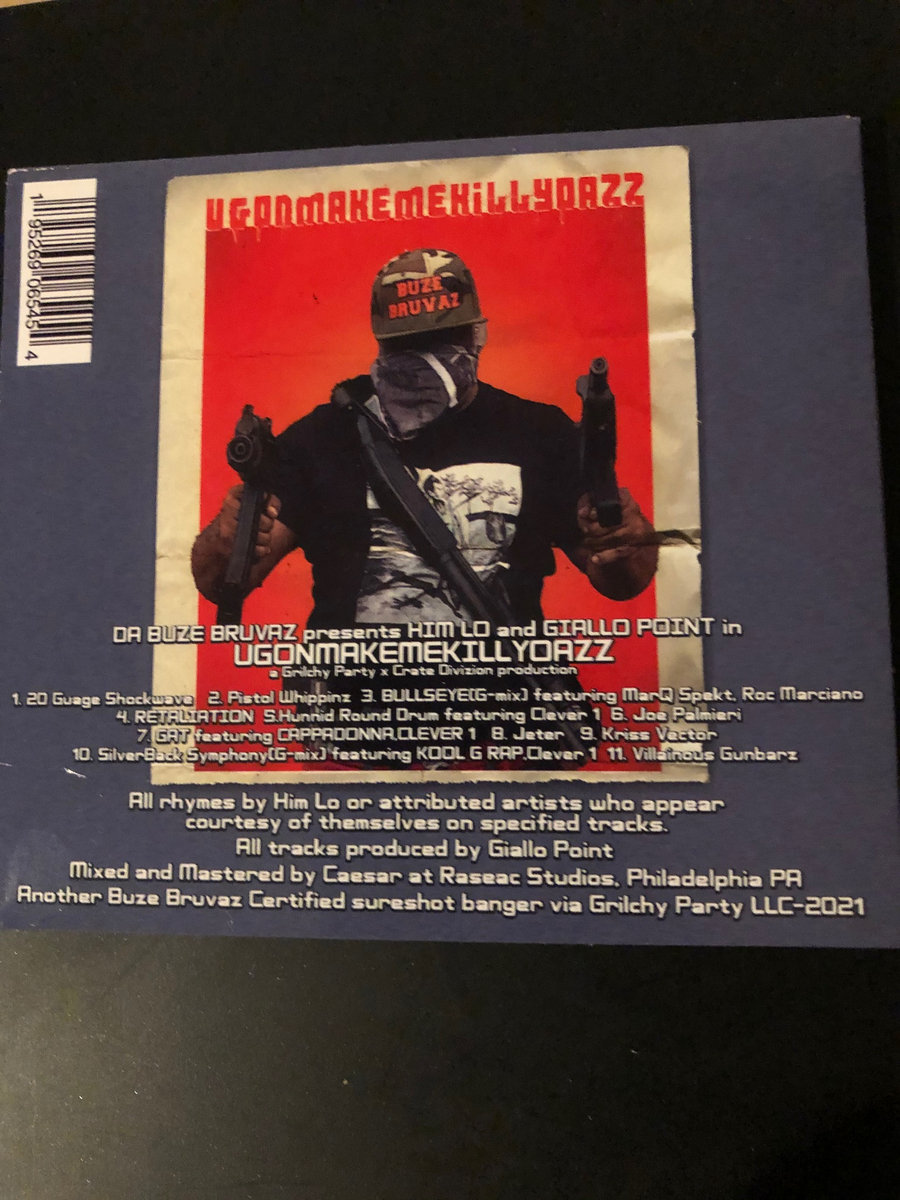 UGONMAKEMEKiLLYOAZZ
BUZE
BRUVAZ
1 95269 06545 4
DA BUZE BRUVAZ presents HIM LO and GIALLO POINT in
UGONMAKEMEKILLYOAZZ
a Grilchy Party x Crate Divizion production
1. 20 Guage Shockwave 2. Pistol Whippinz 3. BULLSEYE(G-mix) featuring MarQ Spekt, Roc Marciano
4. RETALIATION 5.Hunnid Round Drum featuring Clever 1 6. Joe Palmieri
7. GAT featuring CAPPADONNA,CLEVER 1 8. Jeter 9. Kriss Vector
10. SilverBack Symphony(G-mix) featuring KOOL G RAP,Clever 1 11. Villainous Gunbarz
All rhymes by Him Lo or attributed artists who appear
courtesy of themselves on specified tracks.
All tracks produced by Giallo Point
Mixed and Mastered by Caesar at Raseac Studios, Philadelphia PA
Another Buze Bruvaz Certified sureshot banger via Grilchy Party LLC-2021